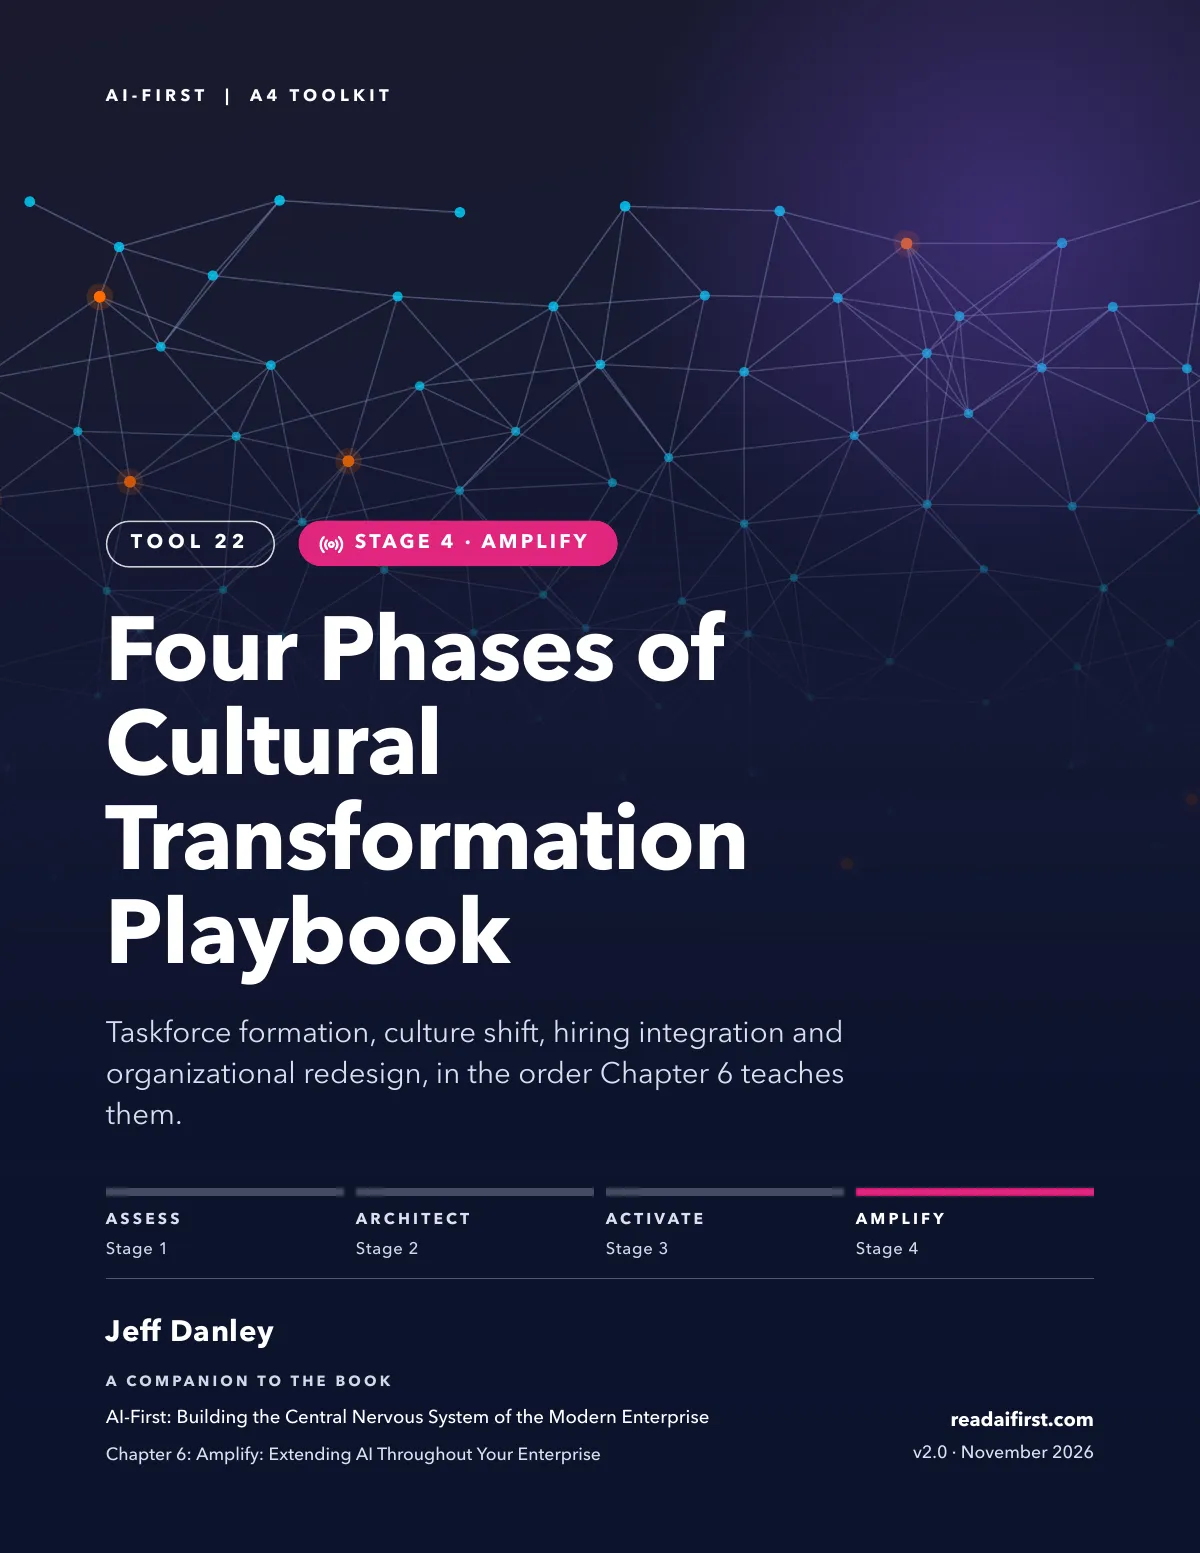 AI-FIRST | A4 TOOLKIT
TOOL 22
STAGE 4 · AMPLIFY
Four Phases of
Cultural
Transformation
Playbook
Taskforce formation, culture shift, hiring integration and
organizational redesign, in the order Chapter 6 teaches
them.
ASSESS
Stage 1
ARCHITECT
Stage 2
ACTIVATE
Stage 3
AMPLIFY
Stage 4
Jeff Danley
A COMPANION TO THE BOOK
AI-First: Building the Central Nervous System of the Modern Enterprise
Chapter 6: Amplify: Extending AI Throughout Your Enterprise
readaifirst.com
v2.0 · November 2026